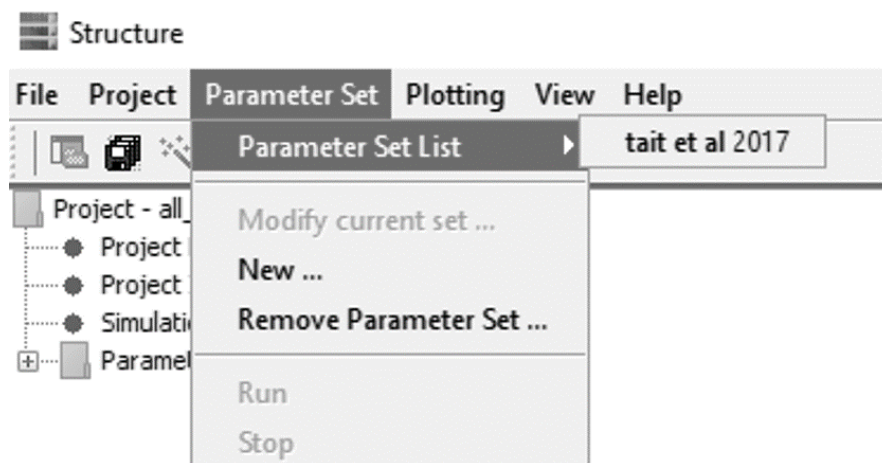 Structure
File Project Parameter Set Plotting View Help
Parameter Set List
tait et al 2017
Project - all_
Modify current set ...
Project
New ...
Project
Simulati
Remove Parameter Set ...
Paramet
Run
Stop